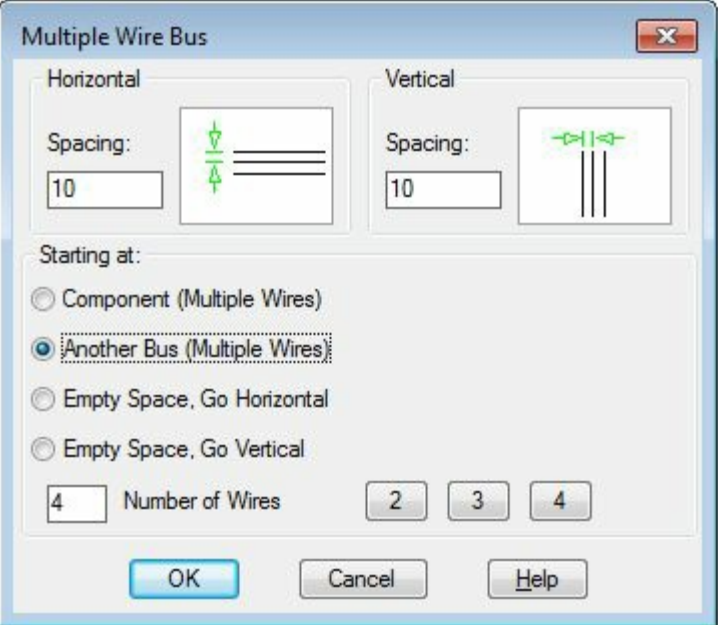 Multiple Wire Bus
Horizontal
Spacing:
10
Vertical
Spacing:
10
Starting at:
Component (Multiple Wires)
Another Bus (Multiple Wires)
Empty Space, Go Horizontal
Empty Space, Go Vertical
4 Number of Wires 2 3 4
OK Cancel Help